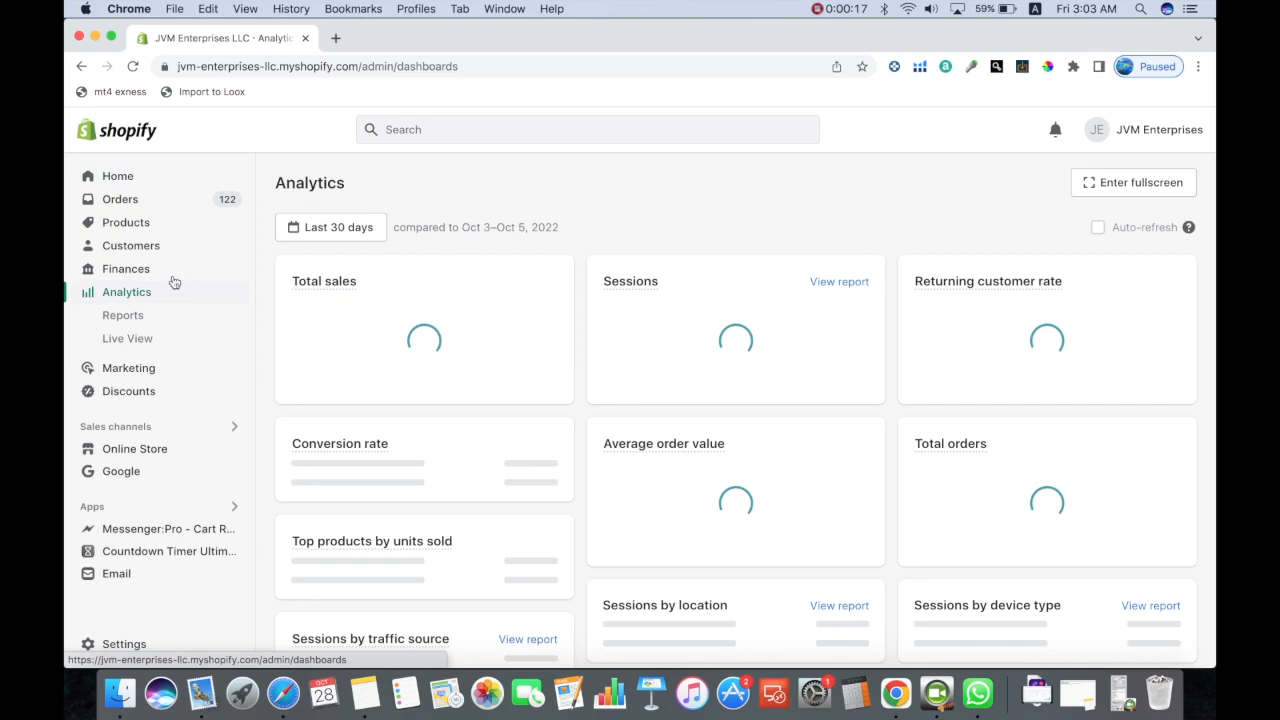 Chrome File Edit View History Bookmarks Profiles Tab Window Help 0:00:17 59% A Fri 3:03 AM
JVM Enterprises LLC · Analytic
jvm-enterprises-llc.myshopify.com/admin/dashboards Paused
mt4 exness Import to Loox
shopify Search JE JVM Enterprises
Home
Orders 122
Products
Customers
Finances
Analytics
Reports
Live View
Marketing
Discounts
Sales channels
Online Store
Google
Apps
Messenger:Pro - Cart R...
Countdown Timer Ultim...
Email
Settings
https://jvm-enterprises-llc.myshopify.com/admin/dashboards
Analytics Enter fullscreen
Last 30 days compared to Oct 3–Oct 5, 2022 Auto-refresh ?
Total sales
Sessions View report
Returning customer rate
Conversion rate
Average order value
Total orders
Top products by units sold
Sessions by location View report
Sessions by device type View report
Sessions by traffic source View report
OCT
28
2
1